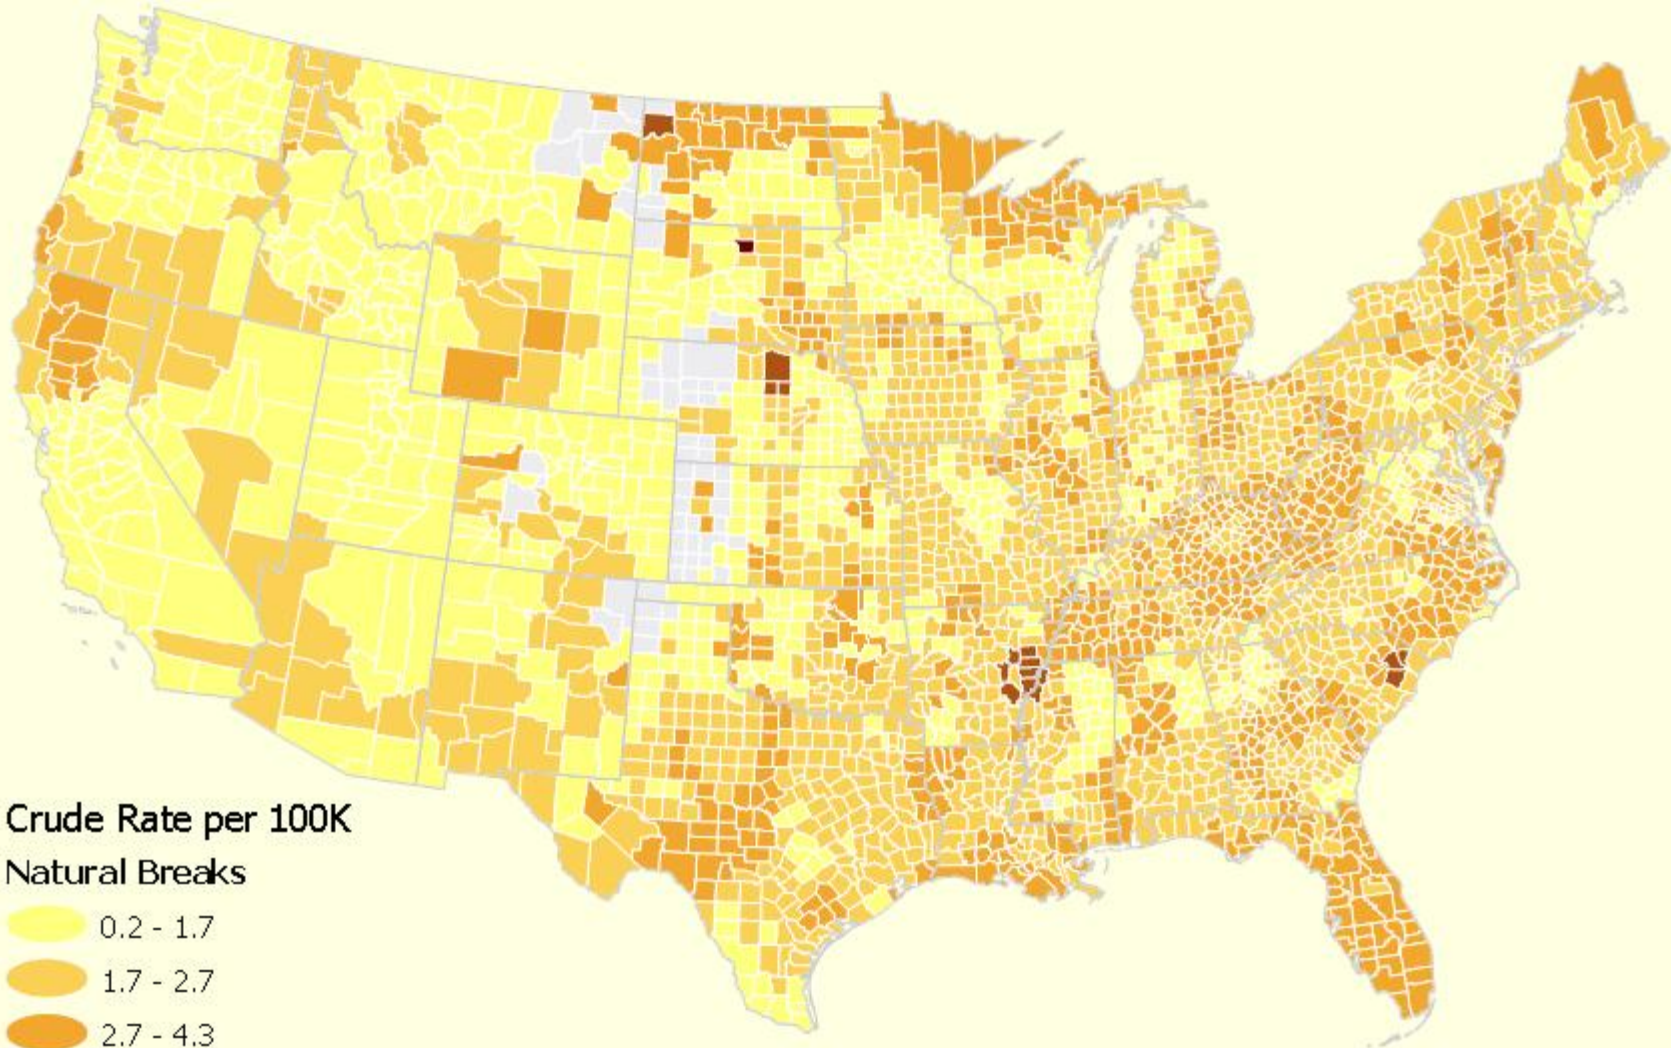 Crude Rate per 100K
Natural Breaks
0.2 - 1.7
1.7 - 2.7
2.7 - 4.3